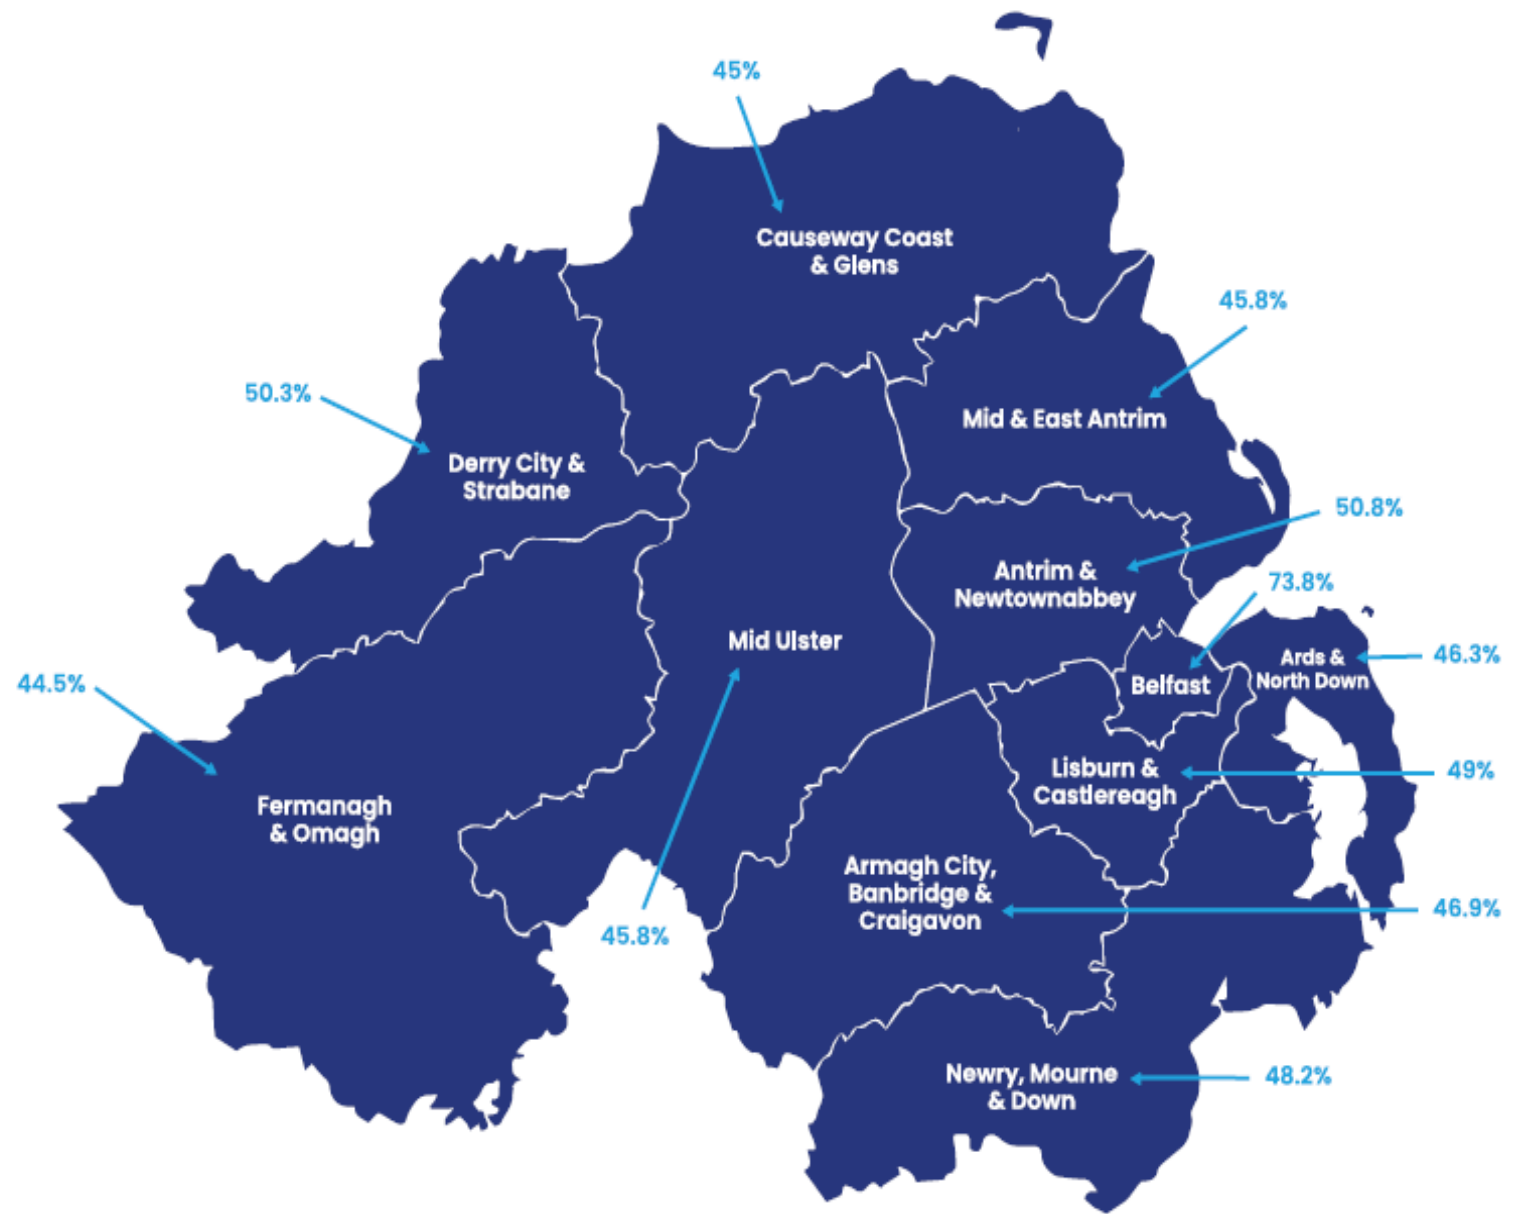 45%
Causeway Coast
& Glens
45.8%
50.3%
Mid & East Antrim
Derry City &
Strabane
50.8%
Antrim &
Newtownabbey
73.8%
Mid Ulster
Ards &
North Down
46.3%
44.5%
Belfast
Lisburn &
Castlereagh
49%
Fermanagh
& Omagh
Armagh City,
Banbridge &
Craigavon
46.9%
45.8%
Newry, Mourne
& Down
48.2%